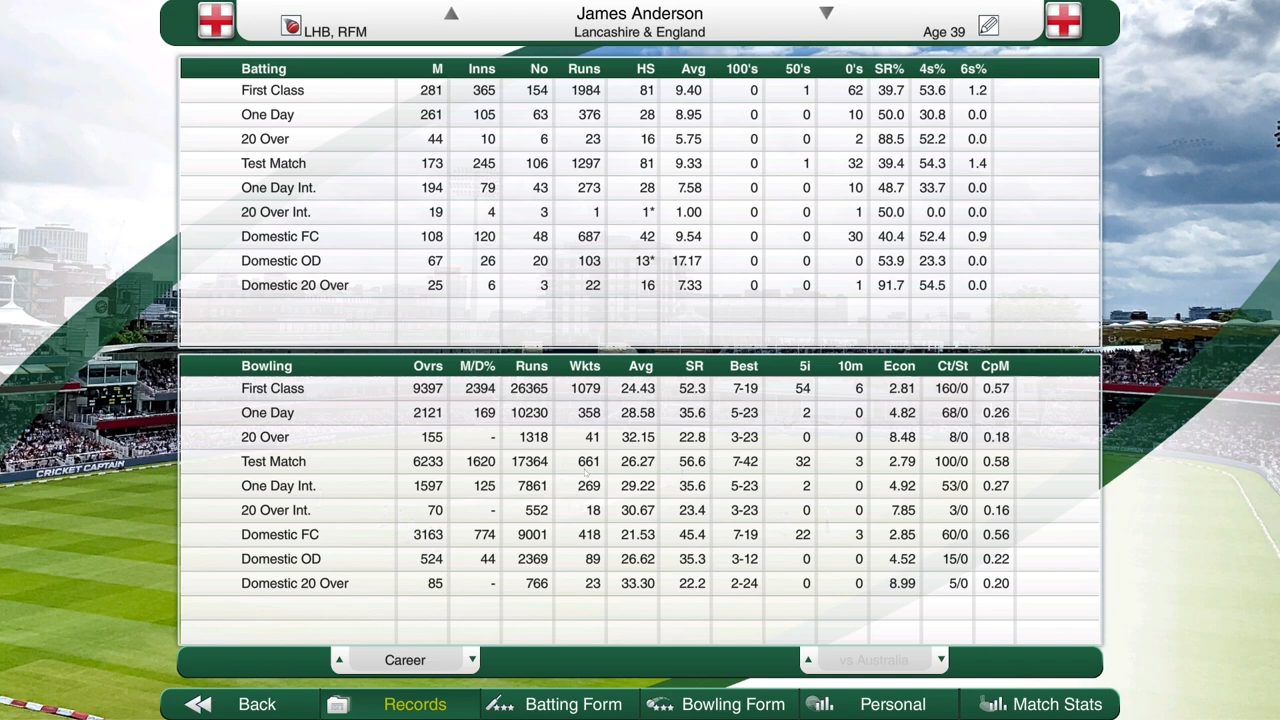 James Anderson
LHB, RFM Lancashire & England Age 39
Batting M Inns No Runs HS Avg 100's 50's 0's SR% 4s% 6s%
First Class 281 365 154 1984 81 9.40 0 1 62 39.7 53.6 1.2
One Day 261 105 63 376 28 8.95 0 0 10 50.0 30.8 0.0
20 Over 44 10 6 23 16 5.75 0 0 2 88.5 52.2 0.0
Test Match 173 245 106 1297 81 9.33 0 1 32 39.4 54.3 1.4
One Day Int. 194 79 43 273 28 7.58 0 0 10 48.7 33.7 0.0
20 Over Int. 19 4 3 1 1* 1.00 0 0 1 50.0 0.0 0.0
Domestic FC 108 120 48 687 42 9.54 0 0 30 40.4 52.4 0.9
Domestic OD 67 26 20 103 13* 17.17 0 0 0 53.9 23.3 0.0
Domestic 20 Over 25 6 3 22 16 7.33 0 0 1 91.7 54.5 0.0
Bowling Ovrs M/D% Runs Wkts Avg SR Best 5i 10m Econ Ct/St CpM
First Class 9397 2394 26365 1079 24.43 52.3 7-19 54 6 2.81 160/0 0.57
One Day 2121 169 10230 358 28.58 35.6 5-23 2 0 4.82 68/0 0.26
20 Over 155 - 1318 41 32.15 22.8 3-23 0 0 8.48 8/0 0.18
Test Match 6233 1620 17364 661 26.27 56.6 7-42 32 3 2.79 100/0 0.58
One Day Int. 1597 125 7861 269 29.22 35.6 5-23 2 0 4.92 53/0 0.27
20 Over Int. 70 - 552 18 30.67 23.4 3-23 0 0 7.85 3/0 0.16
Domestic FC 3163 774 9001 418 21.53 45.4 7-19 22 3 2.85 60/0 0.56
Domestic OD 524 44 2369 89 26.62 35.3 3-12 0 0 4.52 15/0 0.22
Domestic 20 Over 85 - 766 23 33.30 22.2 2-24 0 0 8.99 5/0 0.20
CRICKET CAPTAIN
Career vs Australia
Back Records Batting Form Bowling Form Personal Match Stats